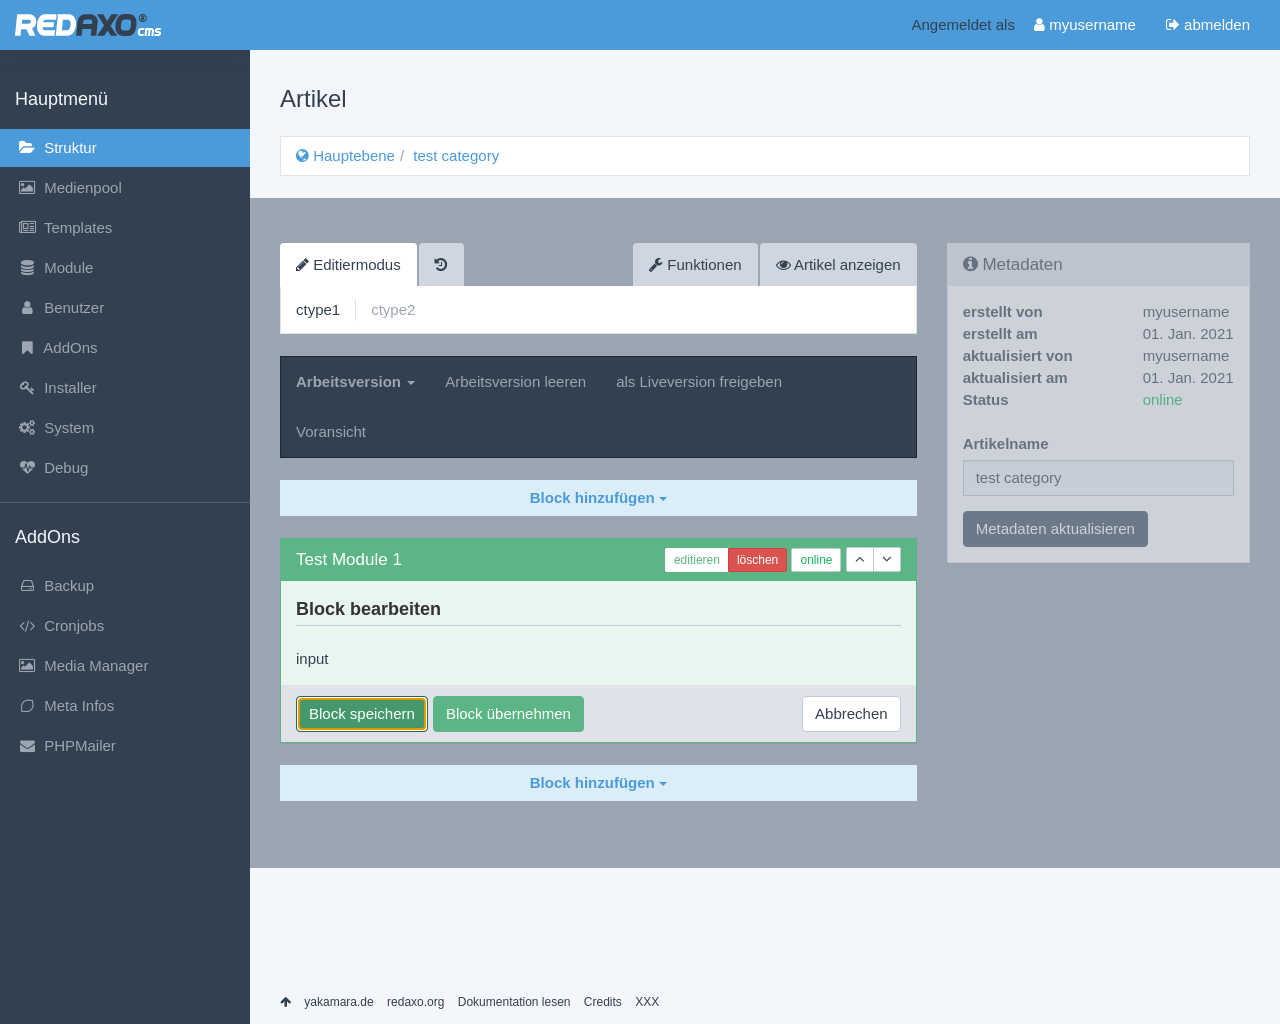 REDAXO® cms
Angemeldet als myusername abmelden
Hauptmenü
Struktur
Medienpool
Templates
Module
Benutzer
AddOns
Installer
System
Debug
AddOns
Backup
Cronjobs
Media Manager
Meta Infos
PHPMailer
Artikel
Hauptebene / test category
Editiermodus Funktionen Artikel anzeigen
ctype1 ctype2
Arbeitsversion Arbeitsversion leeren als Liveversion freigeben
Voransicht
Block hinzufügen
Test Module 1 editieren löschen online
Block bearbeiten
input
Block speichern Block übernehmen Abbrechen
Block hinzufügen
Metadaten
erstellt von myusername
erstellt am 01. Jan. 2021
aktualisiert von myusername
aktualisiert am 01. Jan. 2021
Status online
Artikelname
test category
Metadaten aktualisieren
yakamara.de redaxo.org Dokumentation lesen Credits XXX